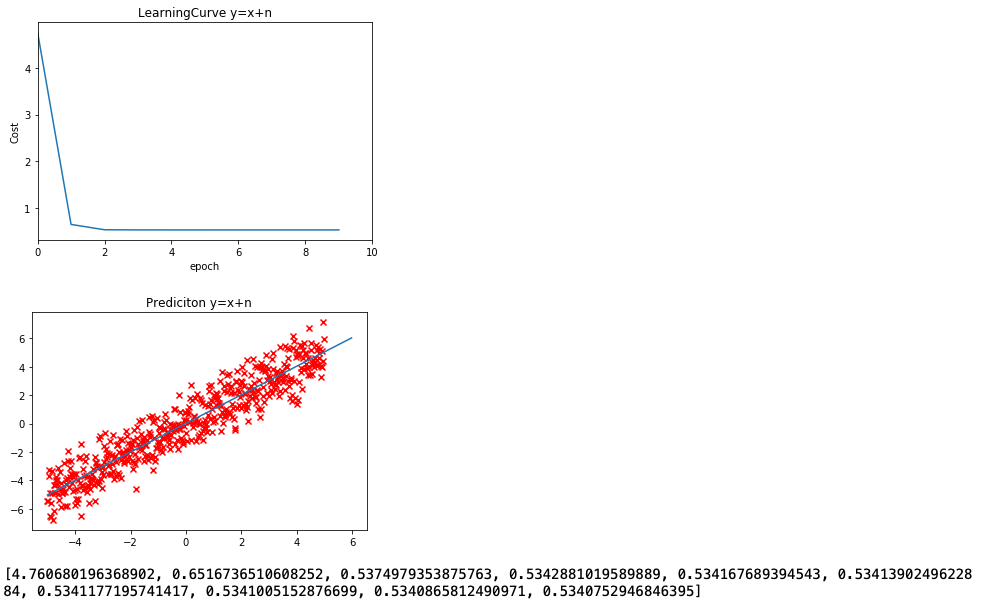 LearningCurve y=x+n
4
3
2
1
Cost
0 2 4 6 8 10
epoch
Prediciton y=x+n
6
4
2
0
−2
−4
−6
−4 −2 0 2 4 6
[4.760680196368902, 0.6516736510608252, 0.5374979353875763, 0.5342881019589889, 0.534167689394543, 0.53413902496228
84, 0.5341177195741417, 0.5341005152876699, 0.5340865812490971, 0.5340752946846395]